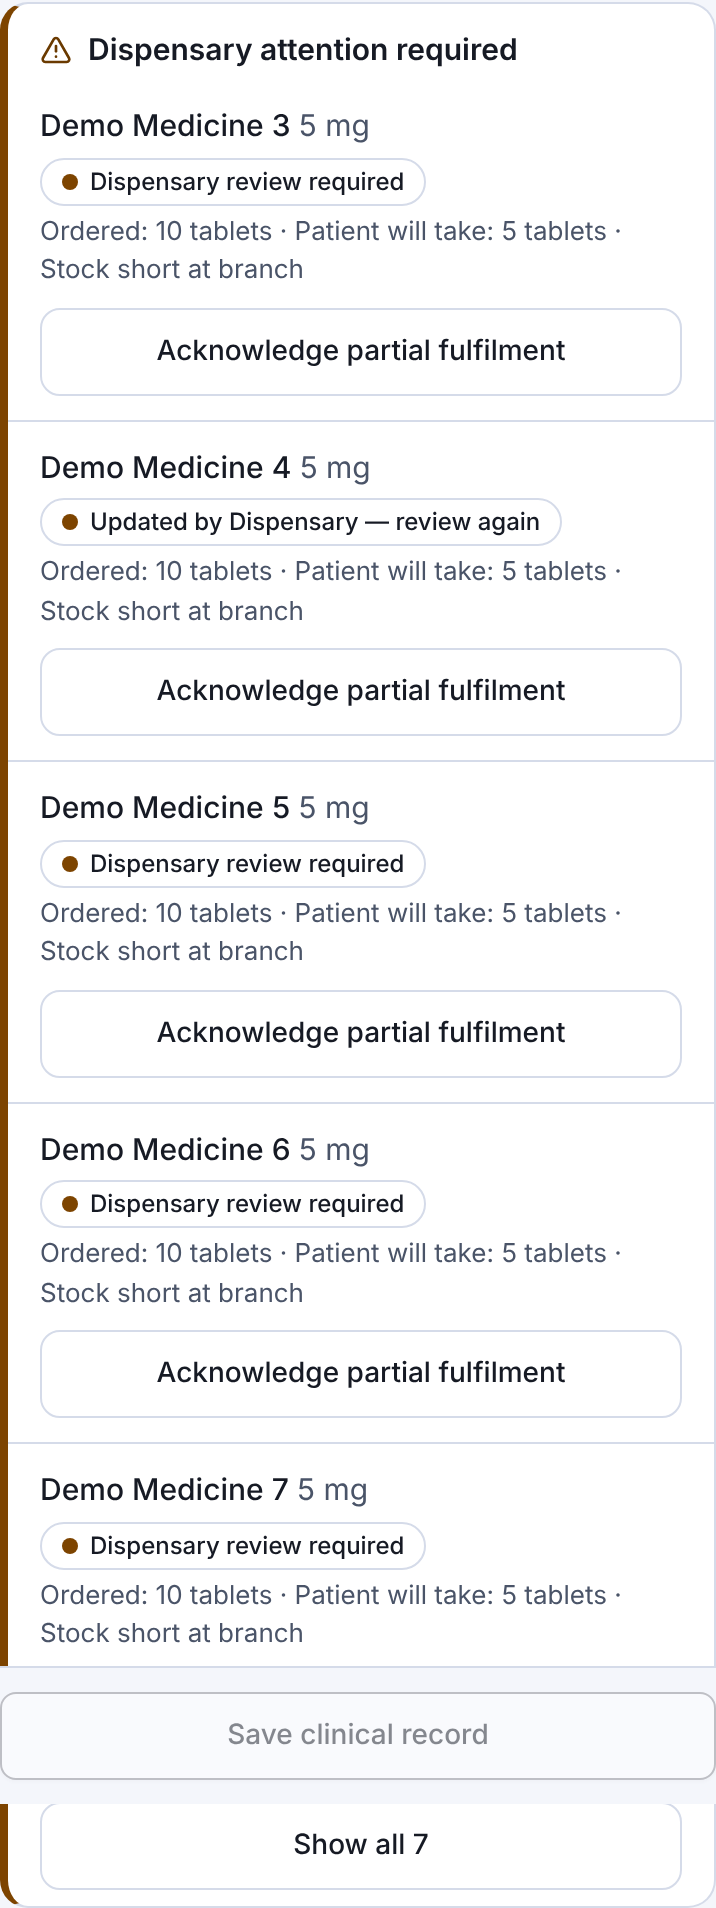 Dispensary attention required
Demo Medicine 3 5 mg
Dispensary review required
Ordered: 10 tablets · Patient will take: 5 tablets ·
Stock short at branch
Acknowledge partial fulfilment
Demo Medicine 4 5 mg
Updated by Dispensary — review again
Ordered: 10 tablets · Patient will take: 5 tablets ·
Stock short at branch
Acknowledge partial fulfilment
Demo Medicine 5 5 mg
Dispensary review required
Ordered: 10 tablets · Patient will take: 5 tablets ·
Stock short at branch
Acknowledge partial fulfilment
Demo Medicine 6 5 mg
Dispensary review required
Ordered: 10 tablets · Patient will take: 5 tablets ·
Stock short at branch
Acknowledge partial fulfilment
Demo Medicine 7 5 mg
Dispensary review required
Ordered: 10 tablets · Patient will take: 5 tablets ·
Stock short at branch
Save clinical record
Show all 7